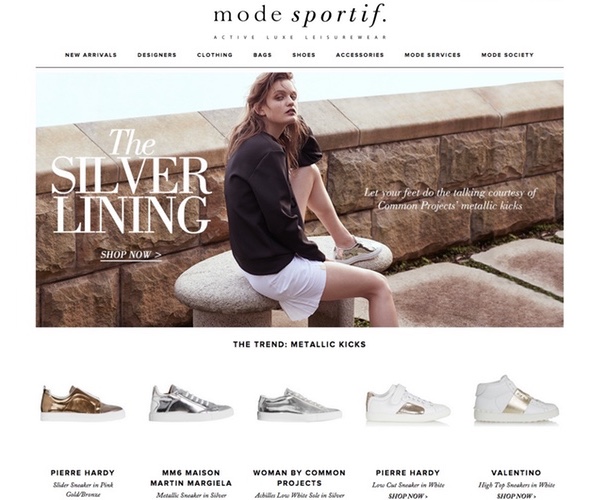 mode sportif.
ACTIVE LUXE LEISUREWEAR
NEW ARRIVALS DESIGNERS CLOTHING BAGS SHOES ACCESSORIES MODE SERVICES MODE SOCIETY
The
SILVER
LINING
SHOP NOW >
Let your feet do the talking courtesy of
Common Projects' metallic kicks
THE TREND: METALLIC KICKS
PIERRE HARDY
Slider Sneaker in Pink
Gold/Bronze
MM6 MAISON
MARTIN MARGIELA
Metallic Sneaker in Silver
WOMAN BY COMMON
PROJECTS
Achilles Low White Sole in Silver
PIERRE HARDY
Low Cut Sneaker in White
SHOP NOW >
VALENTINO
High Top Sneakers in White
SHOP NOW >